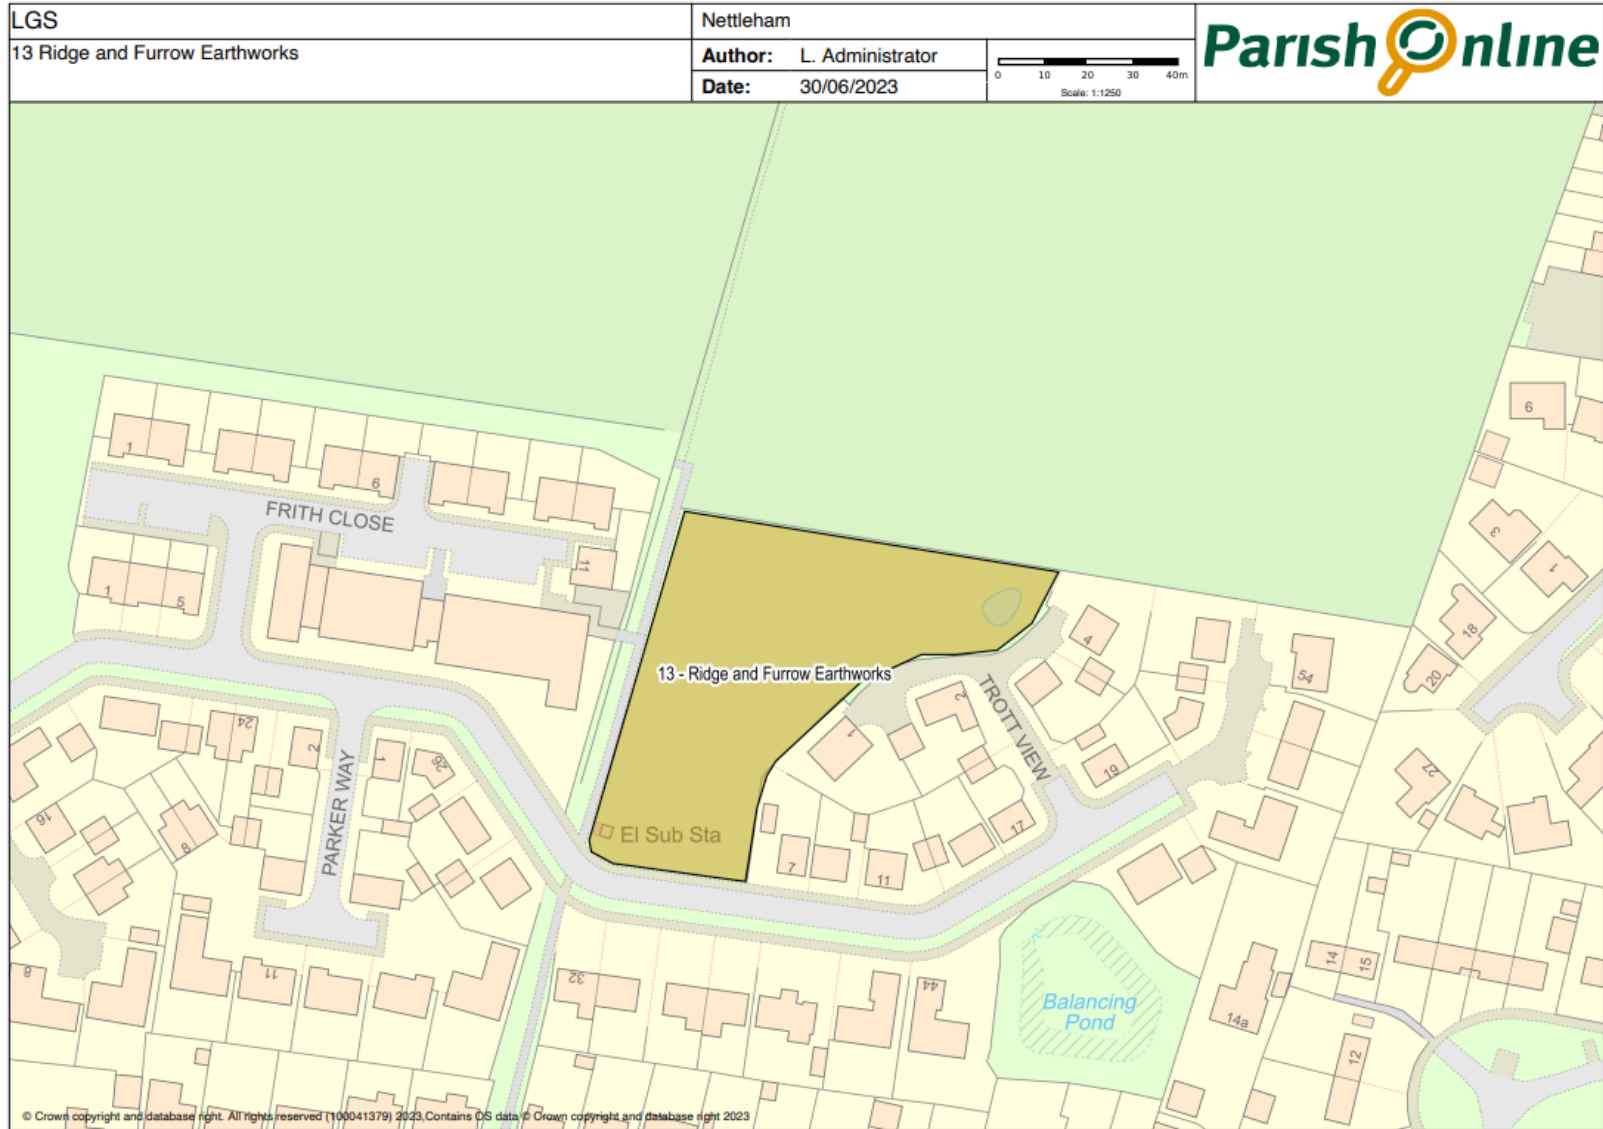 LGS
13 Ridge and Furrow Earthworks
Nettleham
Author: L. Administrator
Date: 30/06/2023
0 10 20 30 40m
Scale: 1:1250
Parish Online
1
6
FRITH CLOSE
11
1
5
13 - Ridge and Furrow Earthworks
El Sub Sta
TROTT VIEW
4
2
1
19
17
7
11
54
6
3
1
18
20
27
24
2
1
26
PARKER WAY
16
8
8
11
32
44
Balancing
Pond
14
15
14a
12
© Crown copyright and database right. All rights reserved (100041379) 2023,Contains OS data © Crown copyright and database right 2023